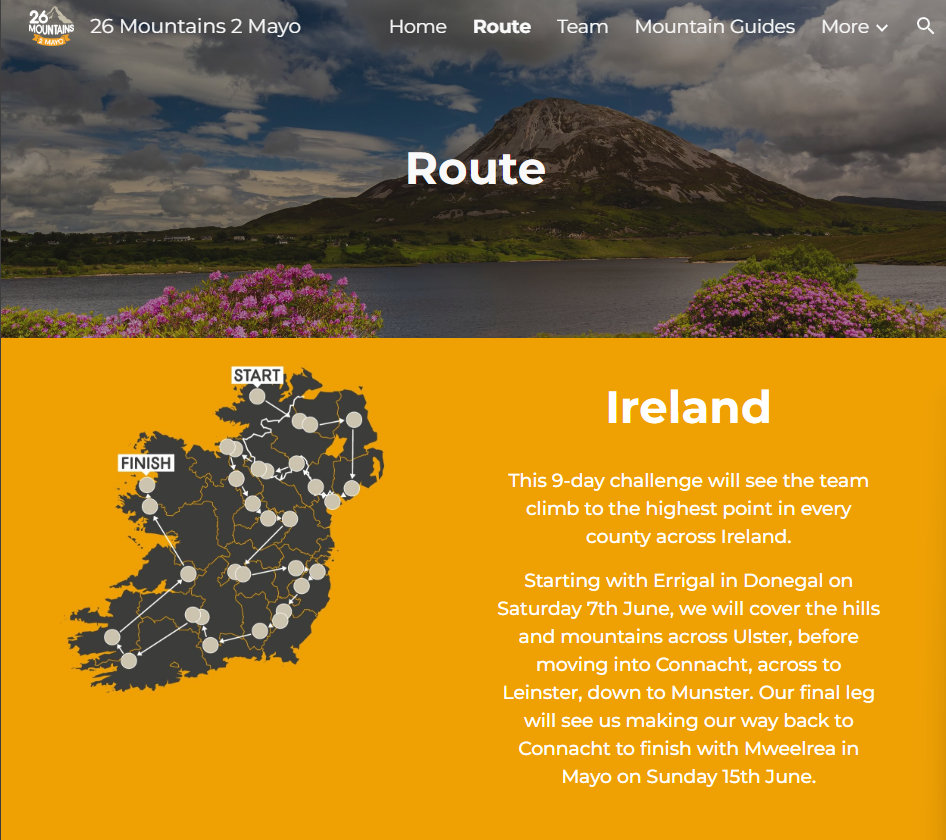 26
MOUNTAINS
2 MAYO
26 Mountains 2 Mayo
Home
Route
Team
Mountain Guides
More
Route
START
FINISH
Ireland
This 9-day challenge will see the team
climb to the highest point in every
county across Ireland.
Starting with Errigal in Donegal on
Saturday 7th June, we will cover the hills
and mountains across Ulster, before
moving into Connacht, across to
Leinster, down to Munster. Our final leg
will see us making our way back to
Connacht to finish with Mweelrea in
Mayo on Sunday 15th June.